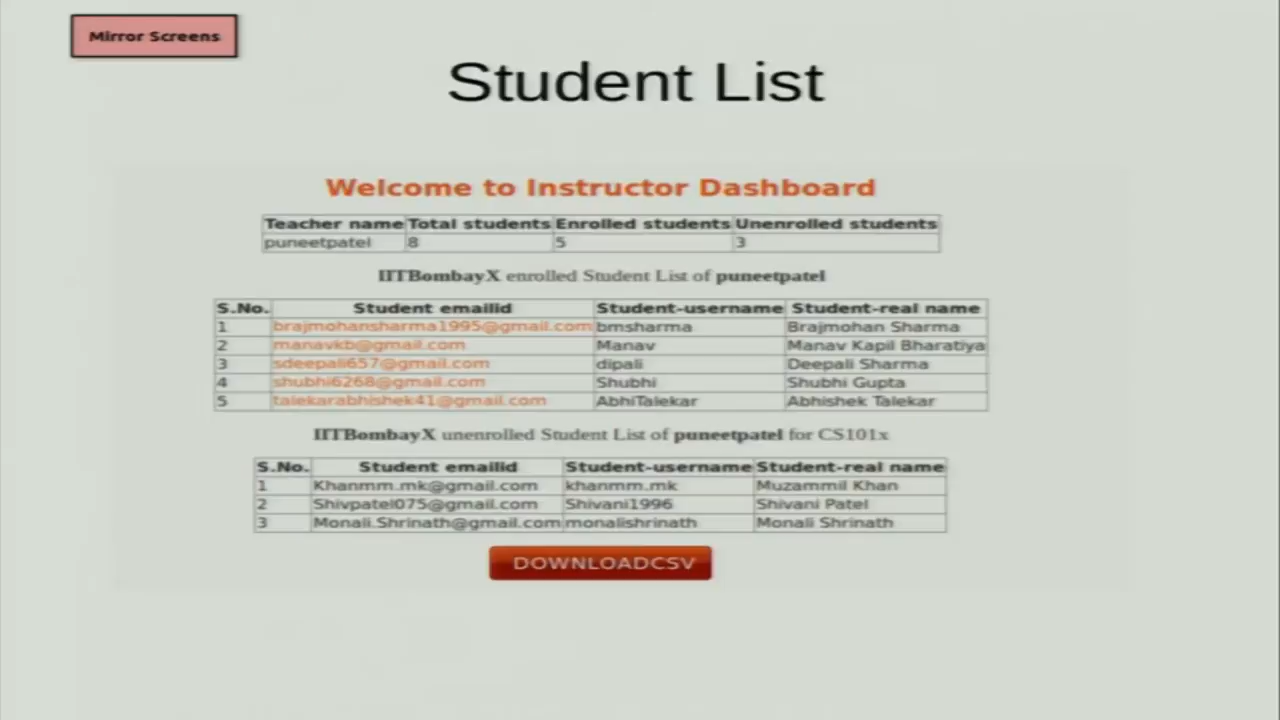 Mirror Screens
Student List
Welcome to Instructor Dashboard
Teacher name Total students Enrolled students Unenrolled students
puneetpatel 8 5 3
IITBombayX enrolled Student List of puneetpatel
S.No. Student emailid Student-username Student-real name
1 brajmohansharma1995@gmail.com bmsharma Brajmohan Sharma
2 manavkb@gmail.com Manav Manav Kapil Bharatiya
3 sdeepali657@gmail.com dipali Deepali Sharma
4 shubhi6268@gmail.com Shubhi Shubhi Gupta
5 talekarabhishek41@gmail.com AbhiTalekar Abhishek Talekar
IITBombayX unenrolled Student List of puneetpatel for CS101x
S.No. Student emailid Student-username Student-real name
1 Khanmm.mk@gmail.com khanmm.mk Muzammil Khan
2 Shivpatel075@gmail.com Shivani1996 Shivani Patel
3 Monali.Shrinath@gmail.com monalishrinath Monali Shrinath
DOWNLOADCSV